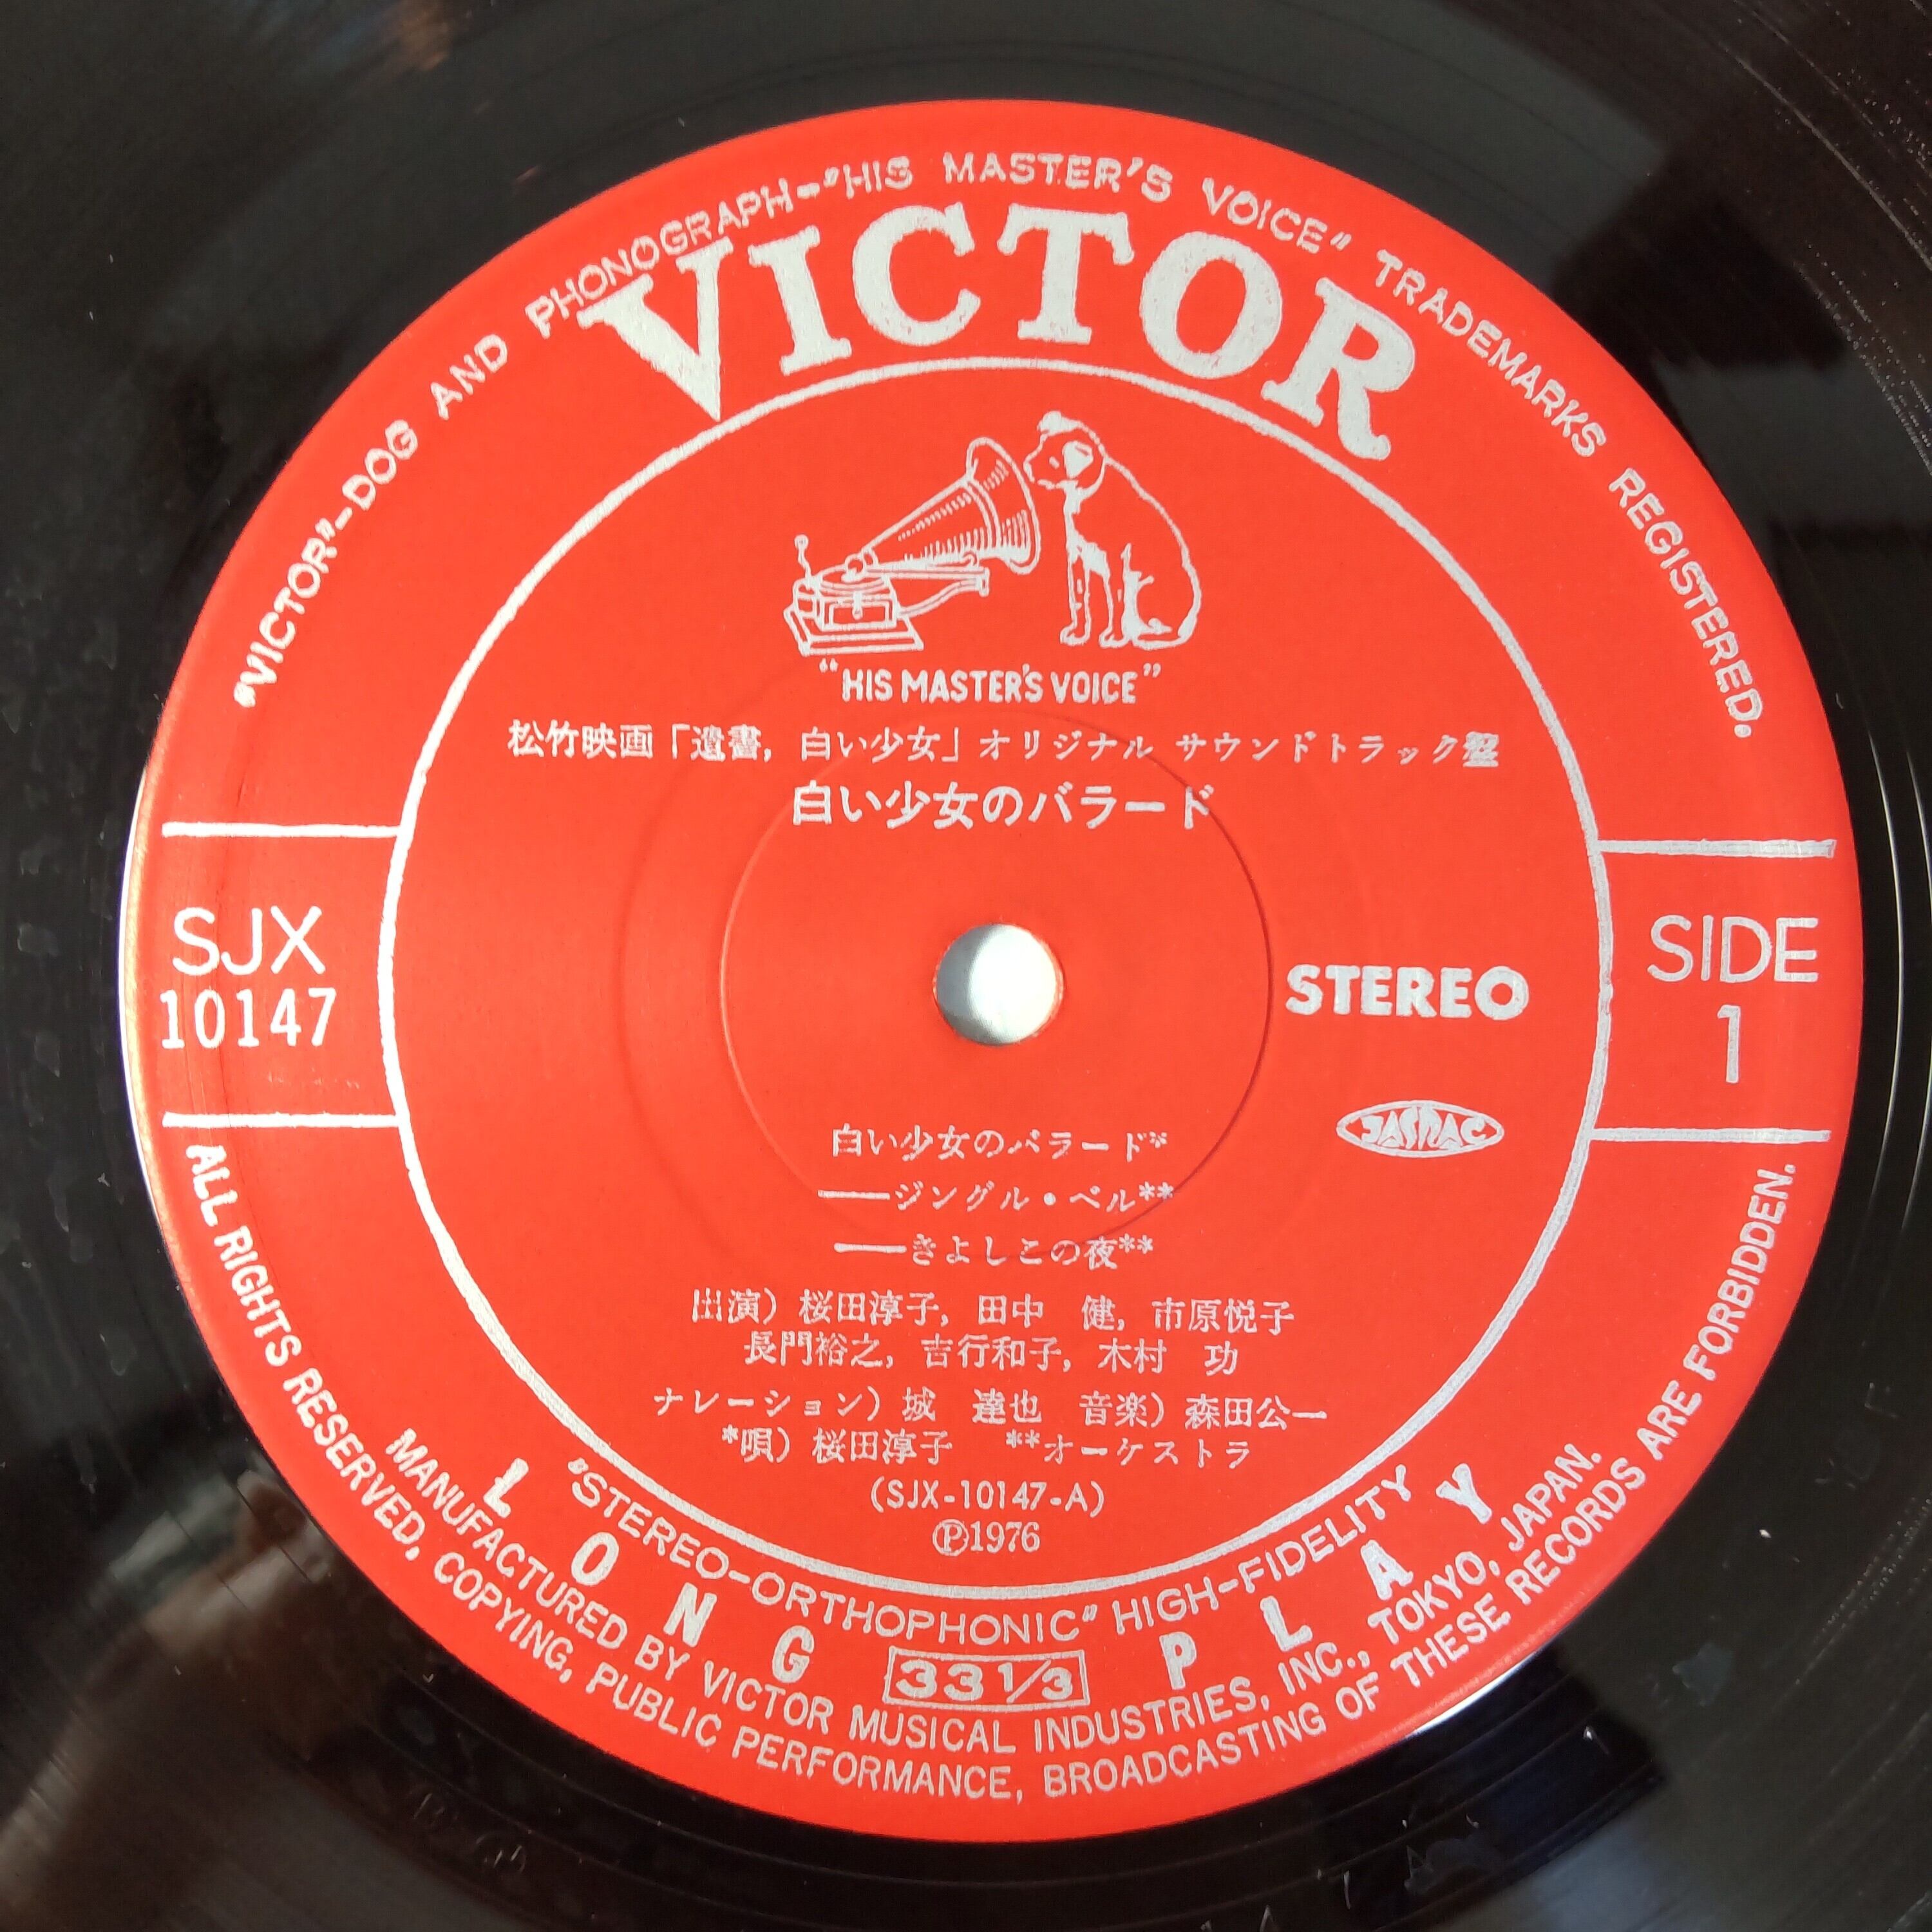 "VICTOR"-DOG AND PHONOGRAPH-"HIS MASTER'S VOICE" TRADEMARKS REGISTERED.
VICTOR
"HIS MASTER'S VOICE"
松竹映画「遺書，白い少女」オリジナル サウンドトラック盤
白い少女のバラード
SJX
10147
STEREO
SIDE
1
JASRAC
白い少女のバラード*
——ジングル・ベル**
——きよしこの夜**
出演）桜田淳子，田中 健，市原悦子
長門裕之，吉行和子，木村 功
ナレーション）城 達也 音楽）森田公一
*唄）桜田淳子 **オーケストラ
(SJX-10147-A)
Ⓟ1976
"STEREO-ORTHOPHONIC" HIGH-FIDELITY
LONG 33 1/3 PLAY
MANUFACTURED BY VICTOR MUSICAL INDUSTRIES, INC., TOKYO, JAPAN.
ALL RIGHTS RESERVED, COPYING, PUBLIC PERFORMANCE, BROADCASTING OF THESE RECORDS ARE FORBIDDEN.